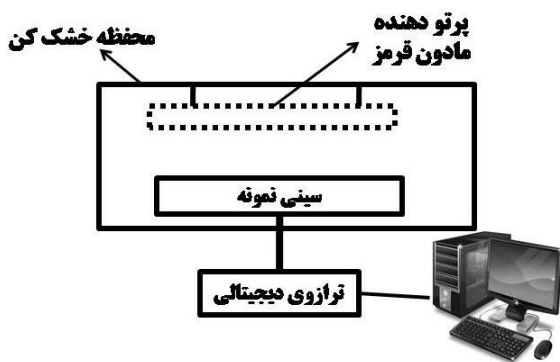 پرتو دهنده
مادون قرمز
محفظه خشک کن
سینی نمونه
ترازوی دیجیتالی